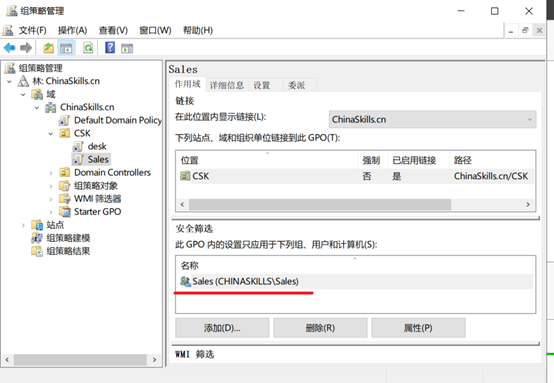 组策略管理
文件(F) 操作(A) 查看(V) 窗口(W) 帮助(H)
组策略管理
林: ChinaSkills.cn
域
ChinaSkills.cn
Default Domain Policy
CSK
desk
Sales
Domain Controllers
组策略对象
WMI 筛选器
Starter GPO
站点
组策略建模
组策略结果
Sales
作用域 详细信息 设置 委派
链接
在此位置内显示链接(L): ChinaSkills.cn
下列站点、域和组织单位链接到此 GPO(T):
位置 强制 已启用链接 路径
CSK 否 是 ChinaSkills.cn/CSK
安全筛选
此 GPO 内的设置只应用于下列组、用户和计算机(S):
名称
Sales (CHINASKILLS\Sales)
添加(D)... 删除(R) 属性(P)
WMI 筛选